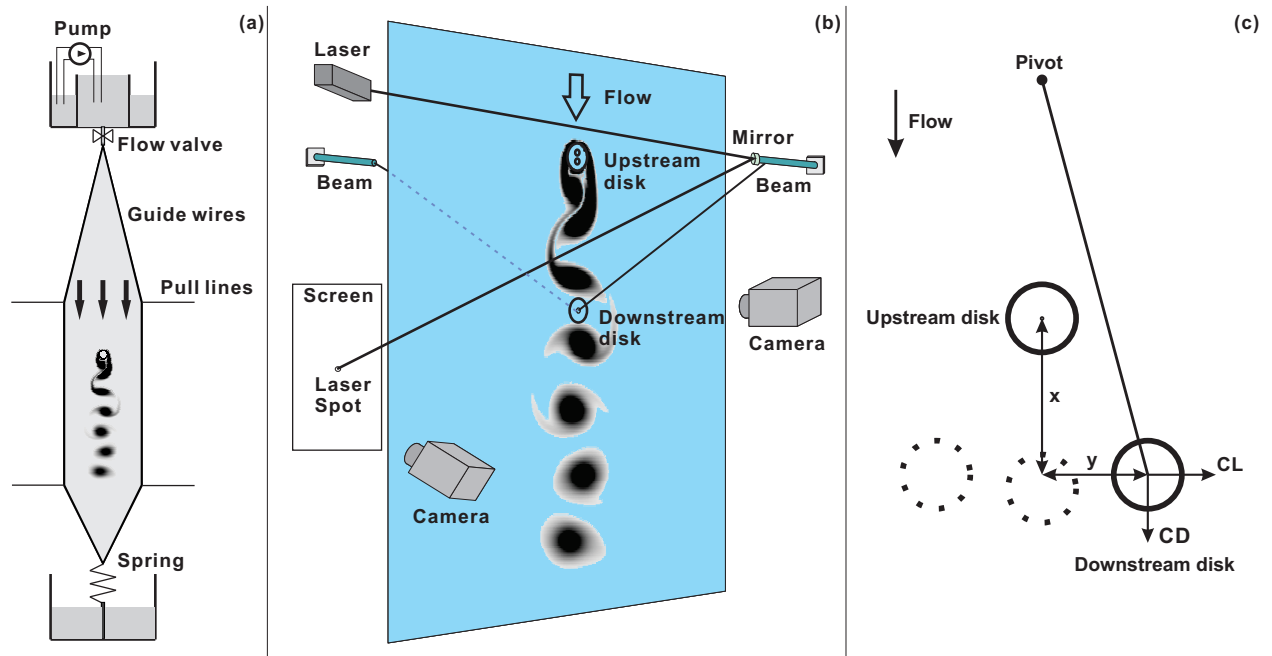 (a)
Pump
Flow valve
Guide wires
Pull lines
Spring
(b)
Laser
Flow
Mirror
Beam
Upstream
disk
Beam
Screen
Downstream
disk
Laser
Spot
Camera
Camera
(c)
Pivot
Flow
Upstream disk
x
y
CL
CD
Downstream disk